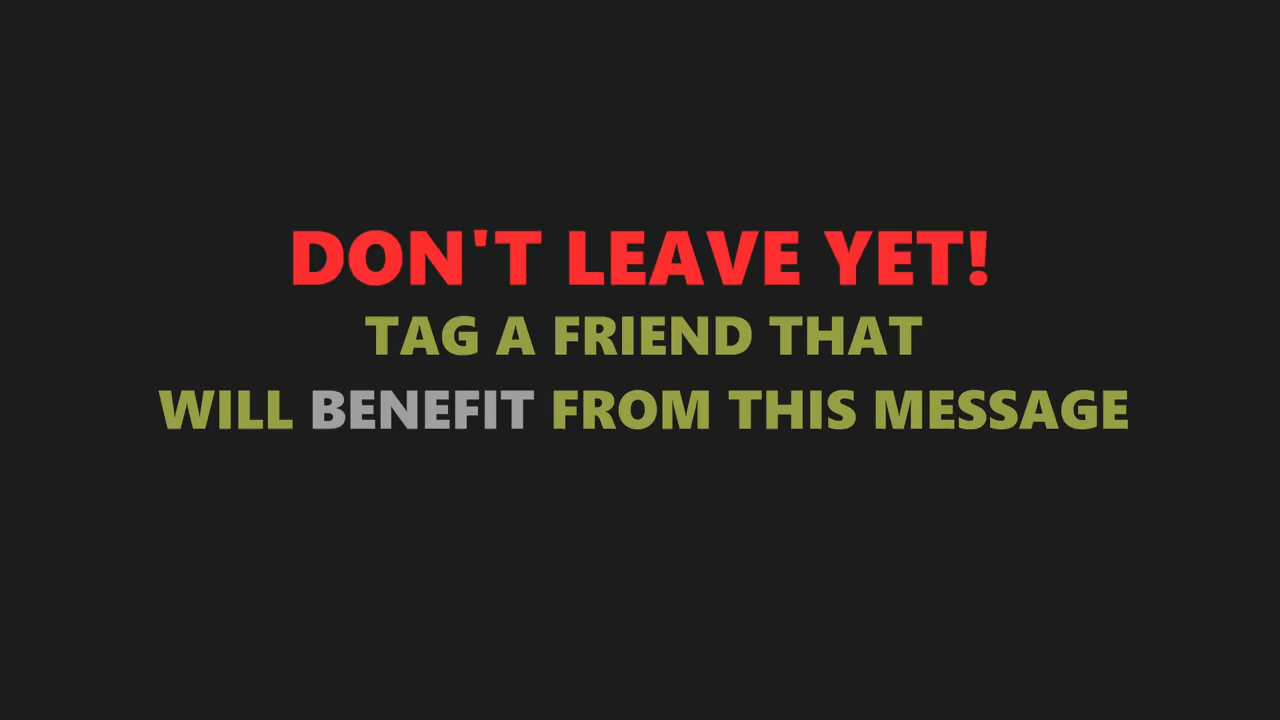 DON'T LEAVE YET!
TAG A FRIEND THAT
WILL BENEFIT FROM THIS MESSAGE